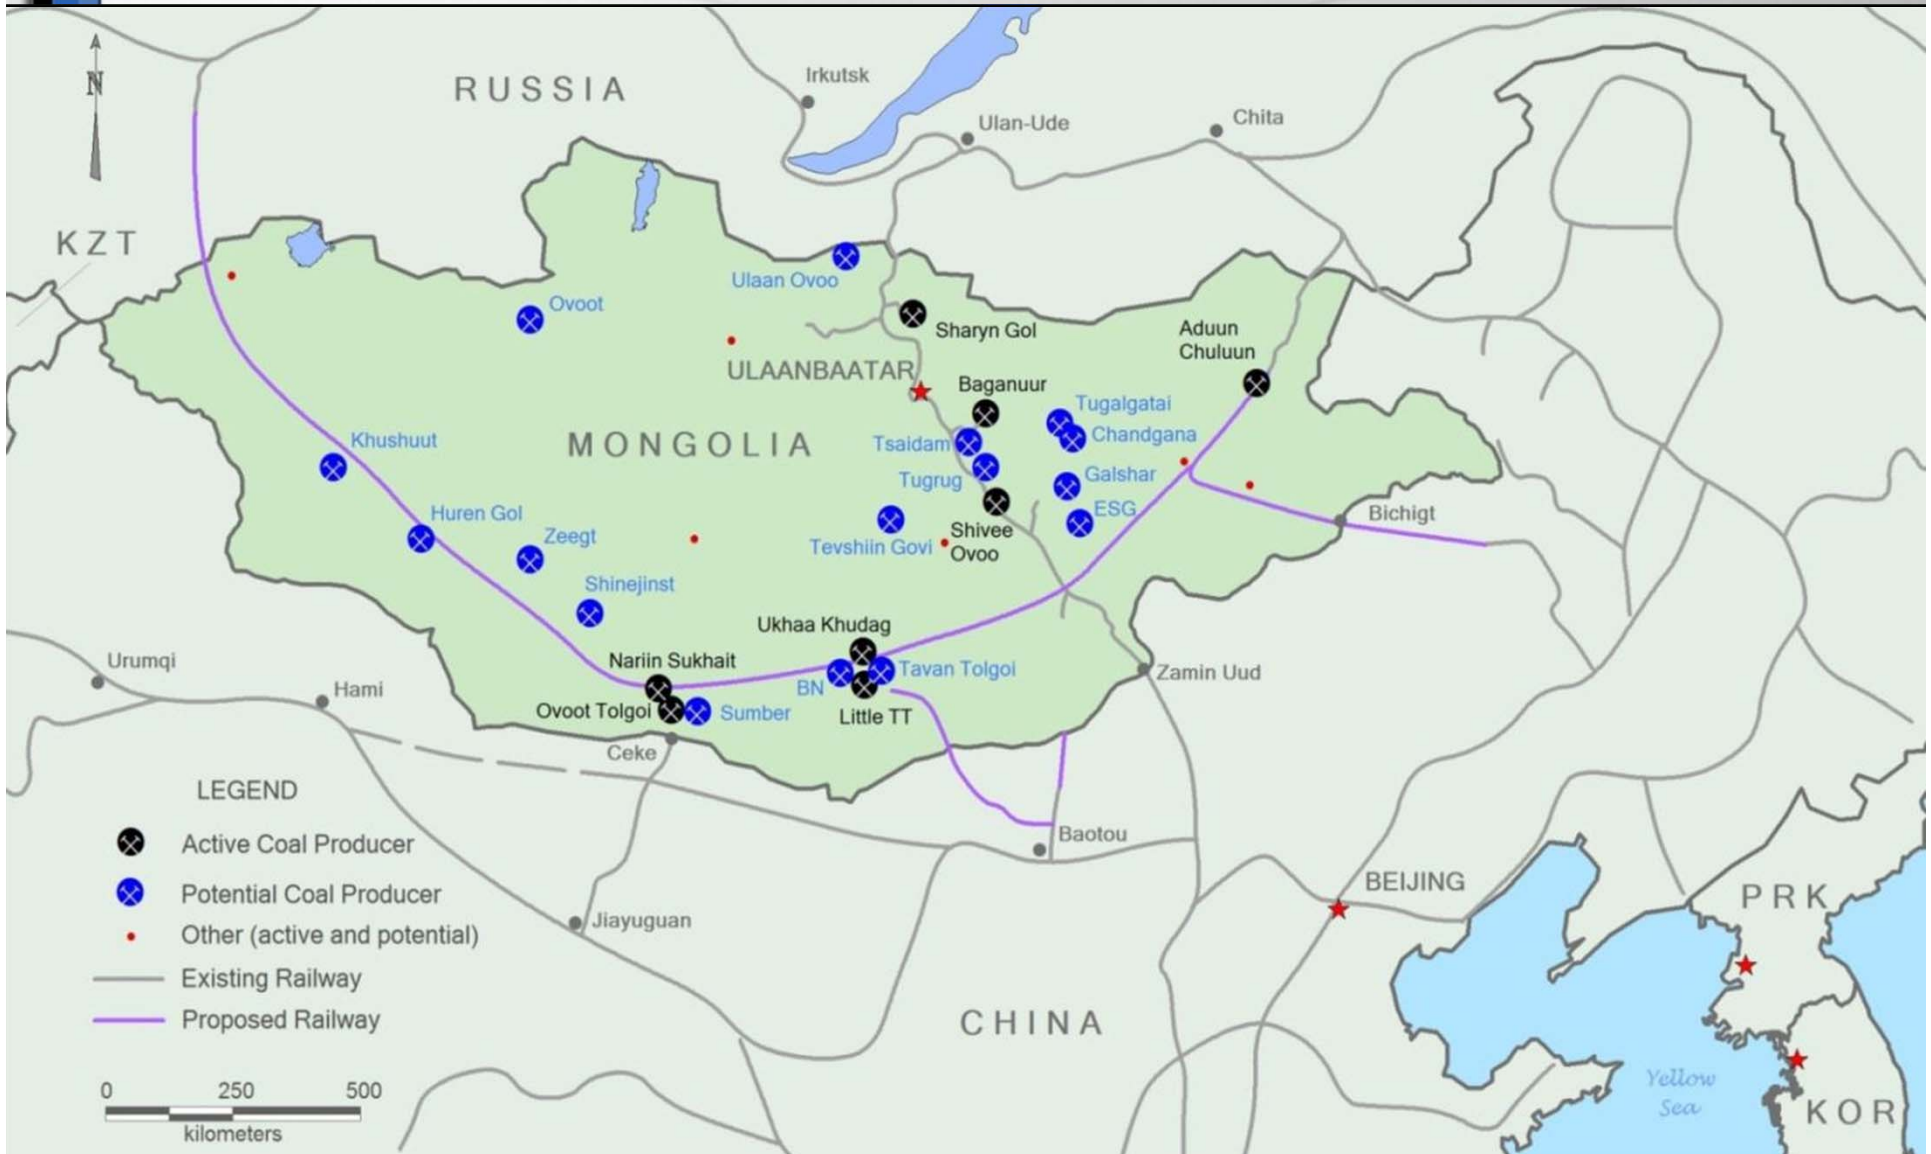 N
RUSSIA
Irkutsk
Ulan-Ude
Chita
KZT
Ulaan Ovoo
Ovoot
Sharyn Gol
Aduun
Chuluun
ULAANBAATAR
Baganuur
Tugalgatai
Chandgana
Khushuut
MONGOLIA
Tsaidam
Tugrug
Galshar
ESG
Huren Gol
Zeegt
Tevshiin Govi
Shivee
Ovoo
Bichigt
Shinejinst
Ukhaa Khudag
Urumqi
Nariin Sukhait
Tavan Tolgoi
Zamin Uud
BN
Hami
Ovoot Tolgoi
Sumber
Little TT
Ceke
LEGEND
Active Coal Producer
Potential Coal Producer
Other (active and potential)
Existing Railway
Proposed Railway
0 250 500
kilometers
Baotou
BEIJING
PRK
Jiayuguan
CHINA
Yellow
Sea
KOR